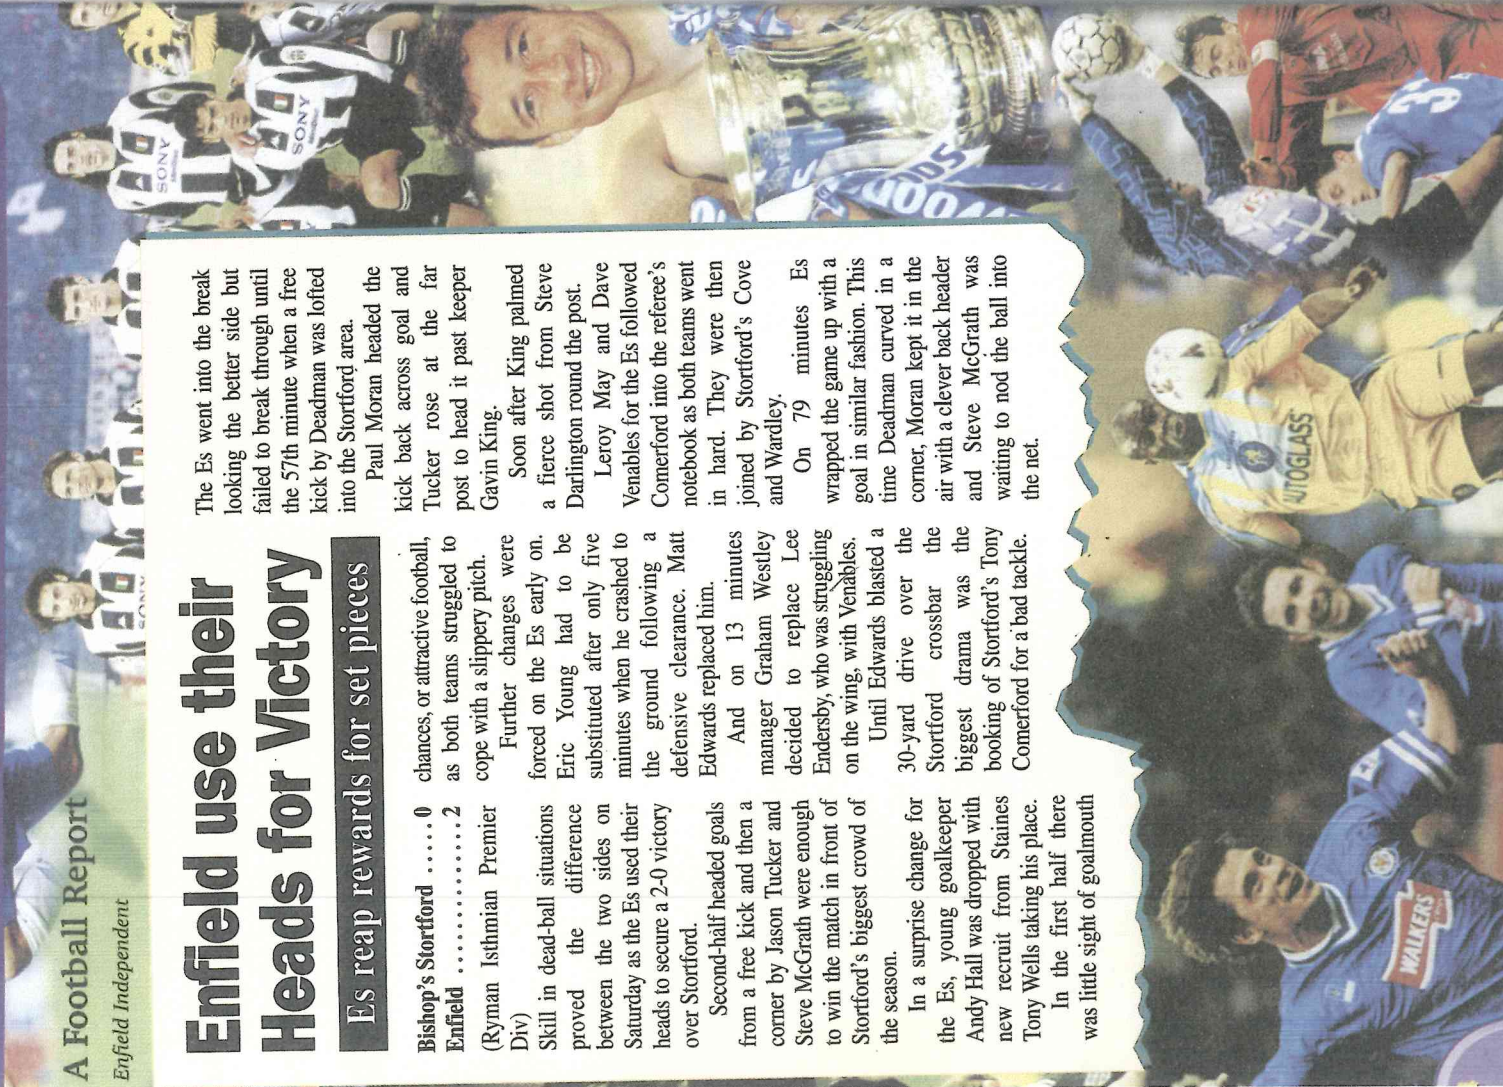 A Football Report
Enfield Independent
Enfield use their
Heads for Victory
Es reap rewards for set pieces
Bishop's Stortford .....0
Enfield .............2
(Ryman Isthmian Premier
Div)
Skill in dead-ball situations
proved the difference
between the two sides on
Saturday as the Es used their
heads to secure a 2-0 victory
over Stortford.
Second-half headed goals
from a free kick and then a
corner by Jason Tucker and
Steve McGrath were enough
to win the match in front of
Stortford's biggest crowd of
the season.
In a surprise change for
the Es, young goalkeeper
Andy Hall was dropped with
new recruit from Staines
Tony Wells taking his place.
In the first half there
was little sight of goalmouth
chances, or attractive football,
as both teams struggled to
cope with a slippery pitch.
Further changes were
forced on the Es early on.
Eric Young had to be
substituted after only five
minutes when he crashed to
the ground following a
defensive clearance. Matt
Edwards replaced him.
And on 13 minutes
manager Graham Westley
decided to replace Lee
Endersby, who was struggling
on the wing, with Venables.
Until Edwards blasted a
30-yard drive over the
Stortford crossbar the
biggest drama was the
booking of Stortford's Tony
Comerford for a bad tackle.
The Es went into the break
looking the better side but
failed to break through until
the 57th minute when a free
kick by Deadman was lofted
into the Stortford area.
Paul Moran headed the
kick back across goal and
Tucker rose at the far
post to head it past keeper
Gavin King.
Soon after King palmed
a fierce shot from Steve
Darlington round the post.
Leroy May and Dave
Venables for the Es followed
Comerford into the referee's
notebook as both teams went
in hard. They were then
joined by Stortford's Cove
and Wardley.
On 79 minutes Es
wrapped the game up with a
goal in similar fashion. This
time Deadman curved in a
corner, Moran kept it in the
air with a clever back header
and Steve McGrath was
waiting to nod the ball into
the net.
SONY
SONY
SONY
AUTOGLASS
WALKERS
3